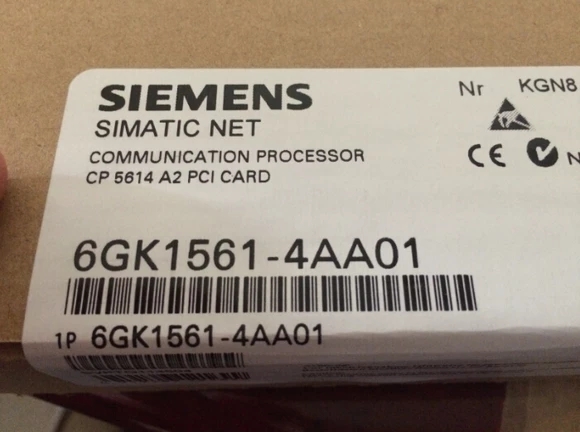 SIEMENS
SIMATIC NET
COMMUNICATION PROCESSOR
CP 5614 A2 PCI CARD
Nr KGN8
CE N
6GK1561-4AA01
1P 6GK1561-4AA01